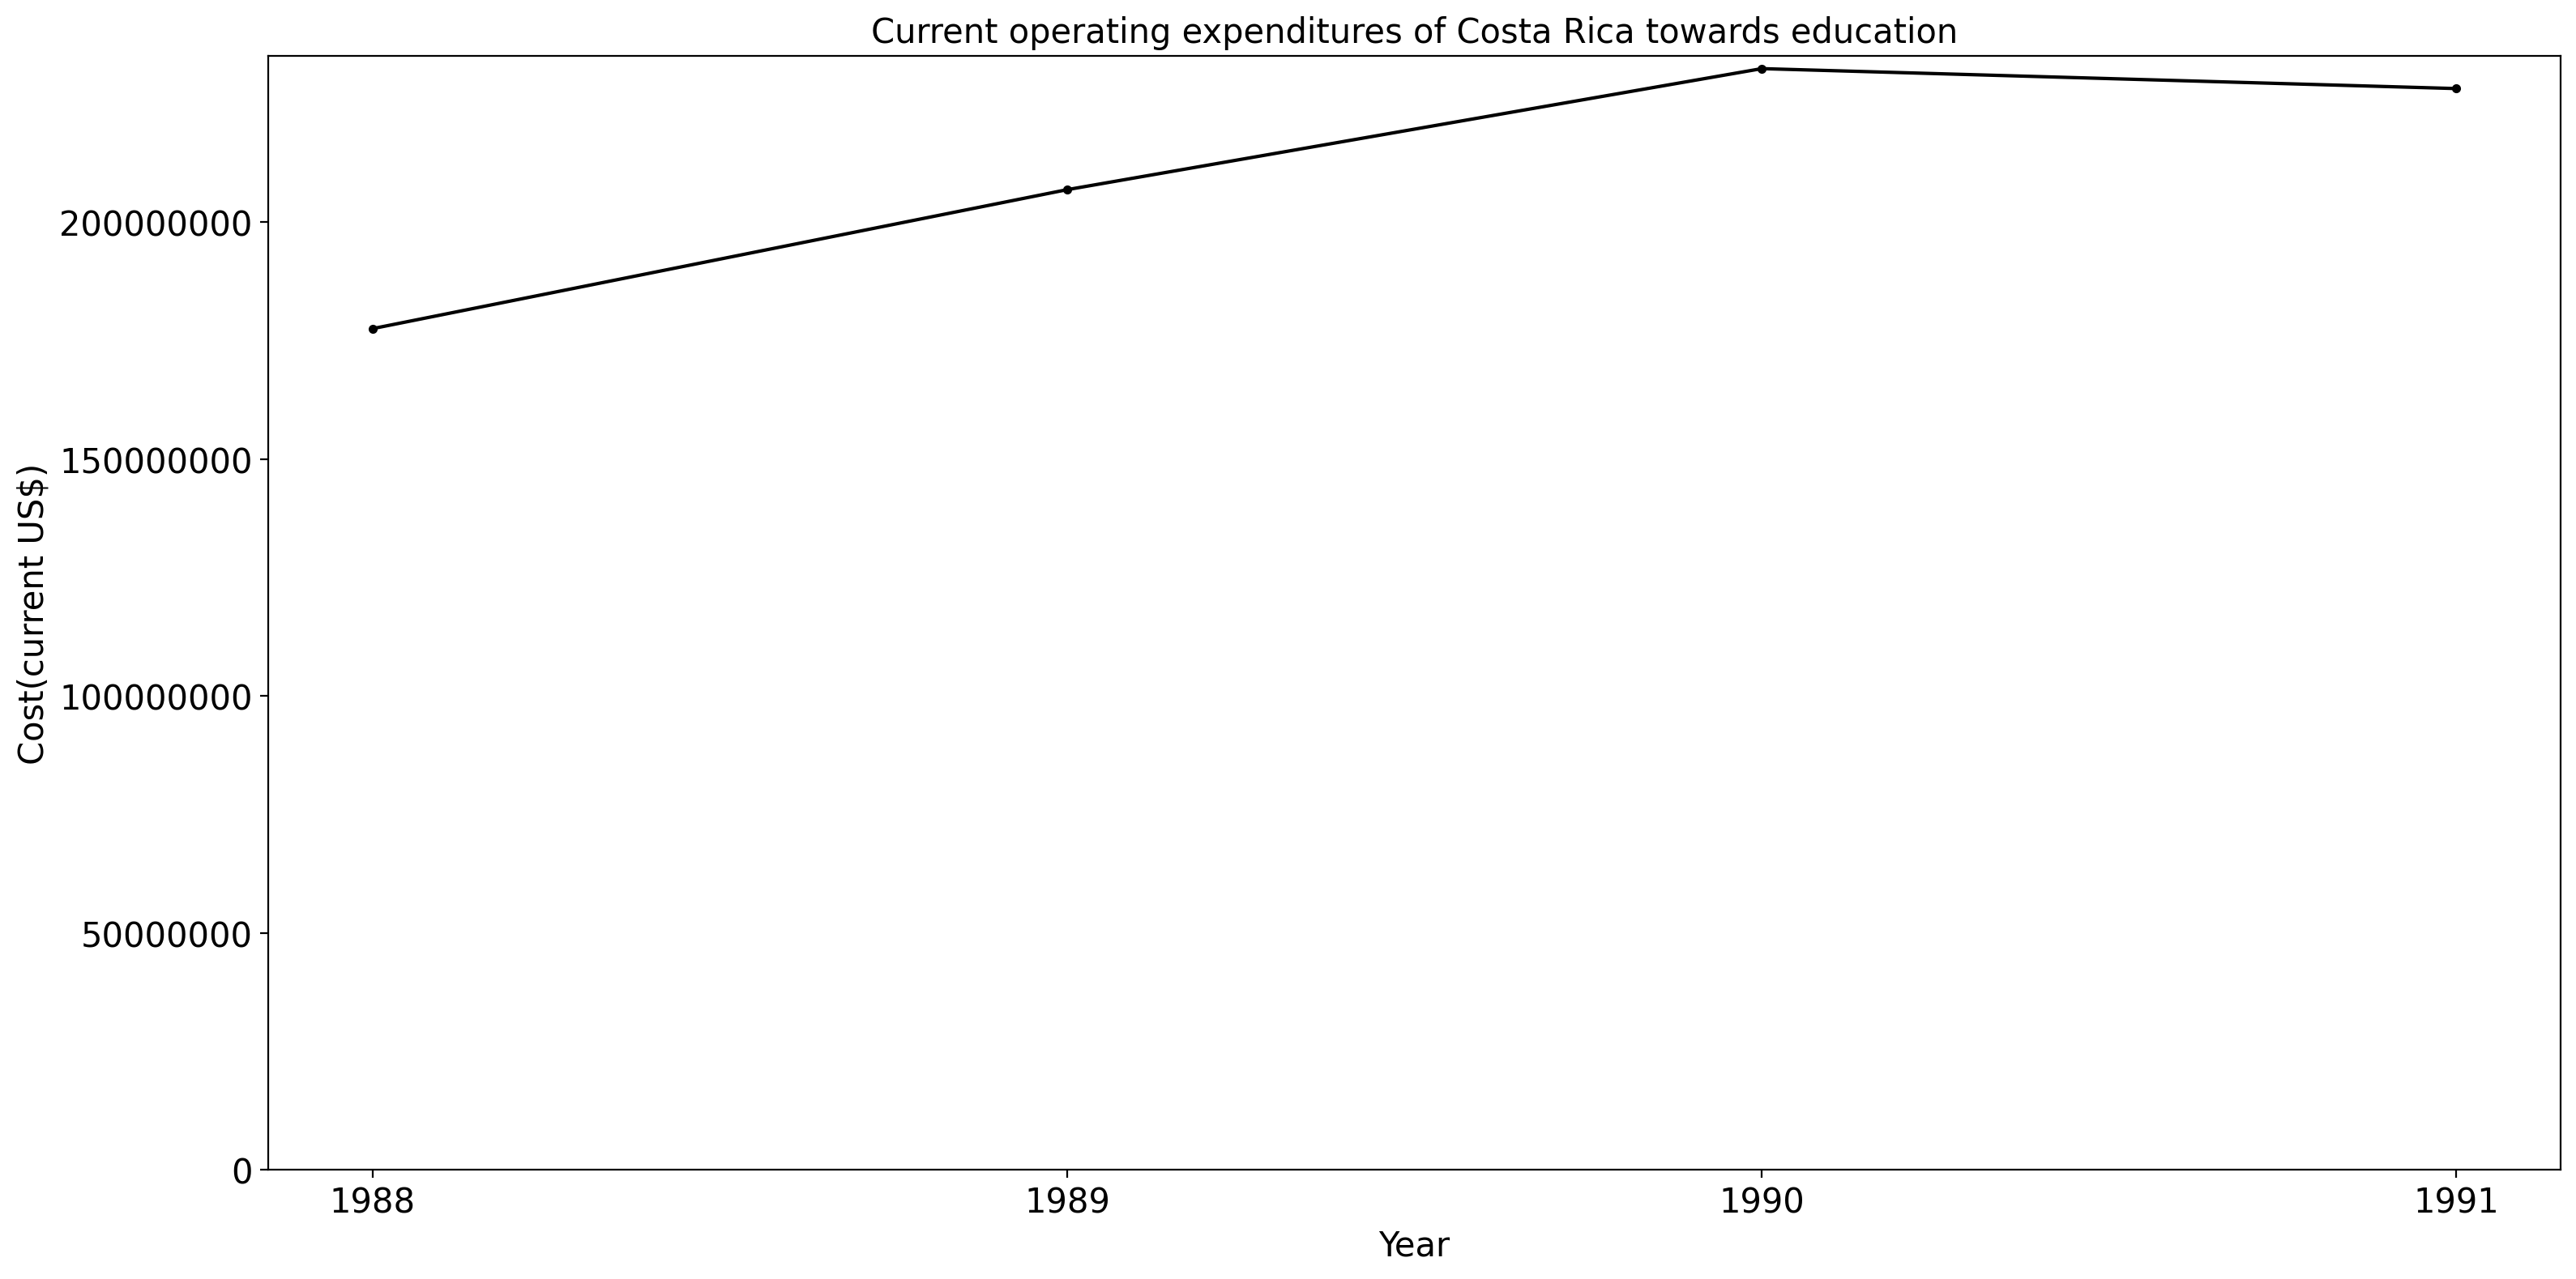 Current operating expenditures of Costa Rica towards education
Cost(current US$)
200000000
150000000
100000000
50000000
0
1988 1989 1990 1991
Year